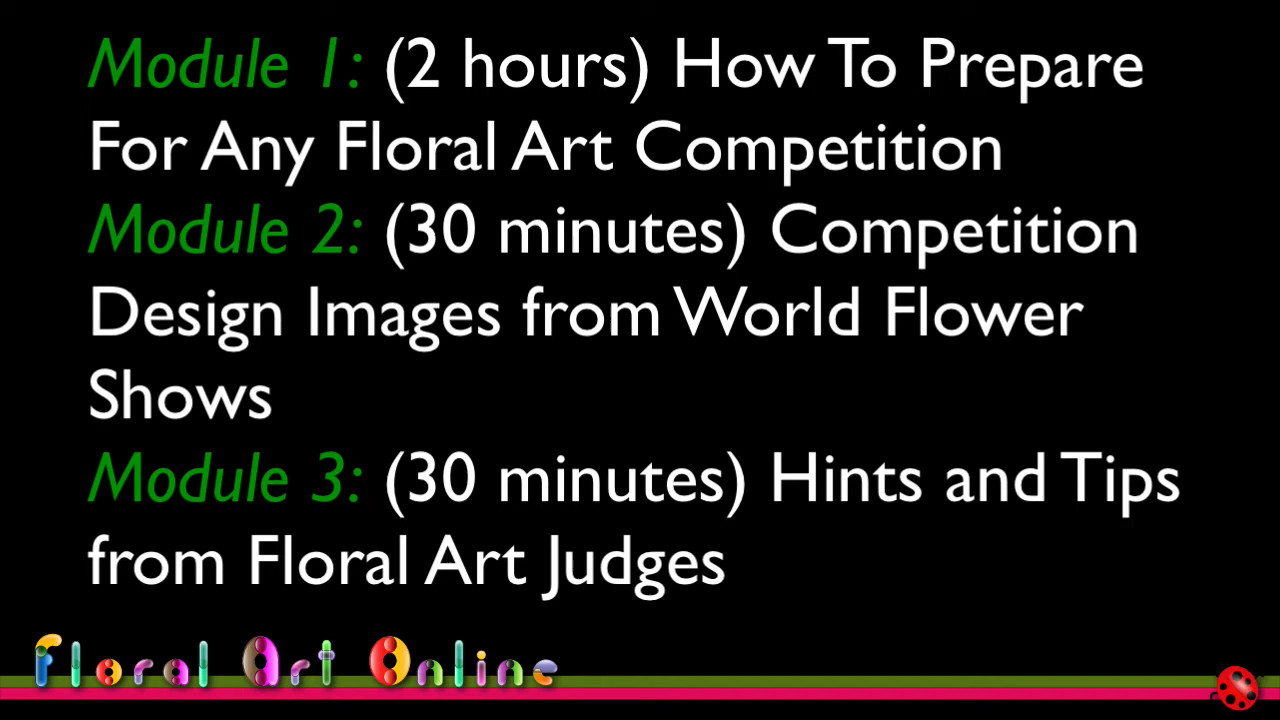 Module 1: (2 hours) How To Prepare
For Any Floral Art Competition
Module 2: (30 minutes) Competition
Design Images from World Flower
Shows
Module 3: (30 minutes) Hints and Tips
from Floral Art Judges
Floral Art Online